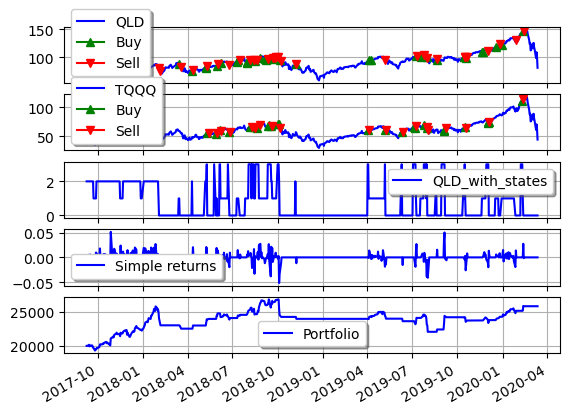 QLD
Buy
Sell
150
100
TQQQ
Buy
Sell
100
50
QLD_with_states
2
0
Simple returns
0.05
0.00
−0.05
Portfolio
25000
20000
2017-10
2018-01
2018-04
2018-07
2018-10
2019-01
2019-04
2019-07
2019-10
2020-01
2020-04